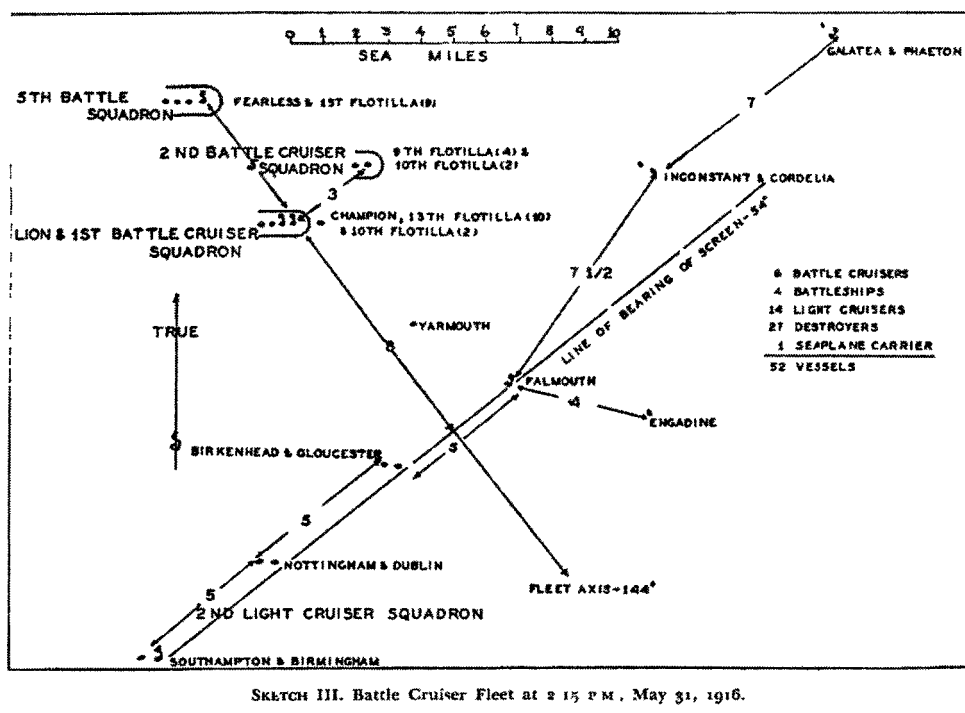 0 1 2 3 4 5 6 7 8 9 10
SEA MILES
GALATEA & PHAETON
7
5TH BATTLE
SQUADRON
FEARLESS & 1ST FLOTILLA (9)
2ND BATTLE CRUISER
SQUADRON
9TH FLOTILLA (4) &
10TH FLOTILLA (2)
INCONSTANT & CORDELIA
3
LION & 1ST BATTLE CRUISER
SQUADRON
CHAMPION, 13TH FLOTILLA (10)
& 10TH FLOTILLA (2)
7 1/2
LINE OF BEARING OF SCREEN-54°
6 BATTLE CRUISERS
4 BATTLESHIPS
14 LIGHT CRUISERS
27 DESTROYERS
1 SEAPLANE CARRIER
52 VESSELS
TRUE
YARMOUTH
8
FALMOUTH
4
ENGADINE
BIRKENHEAD & GLOUCESTER
5
5
NOTTINGHAM & DUBLIN
5
FLEET AXIS-144°
2ND LIGHT CRUISER SQUADRON
SOUTHAMPTON & BIRMINGHAM
SKETCH III. Battle Cruiser Fleet at 2 15 P M, May 31, 1916.